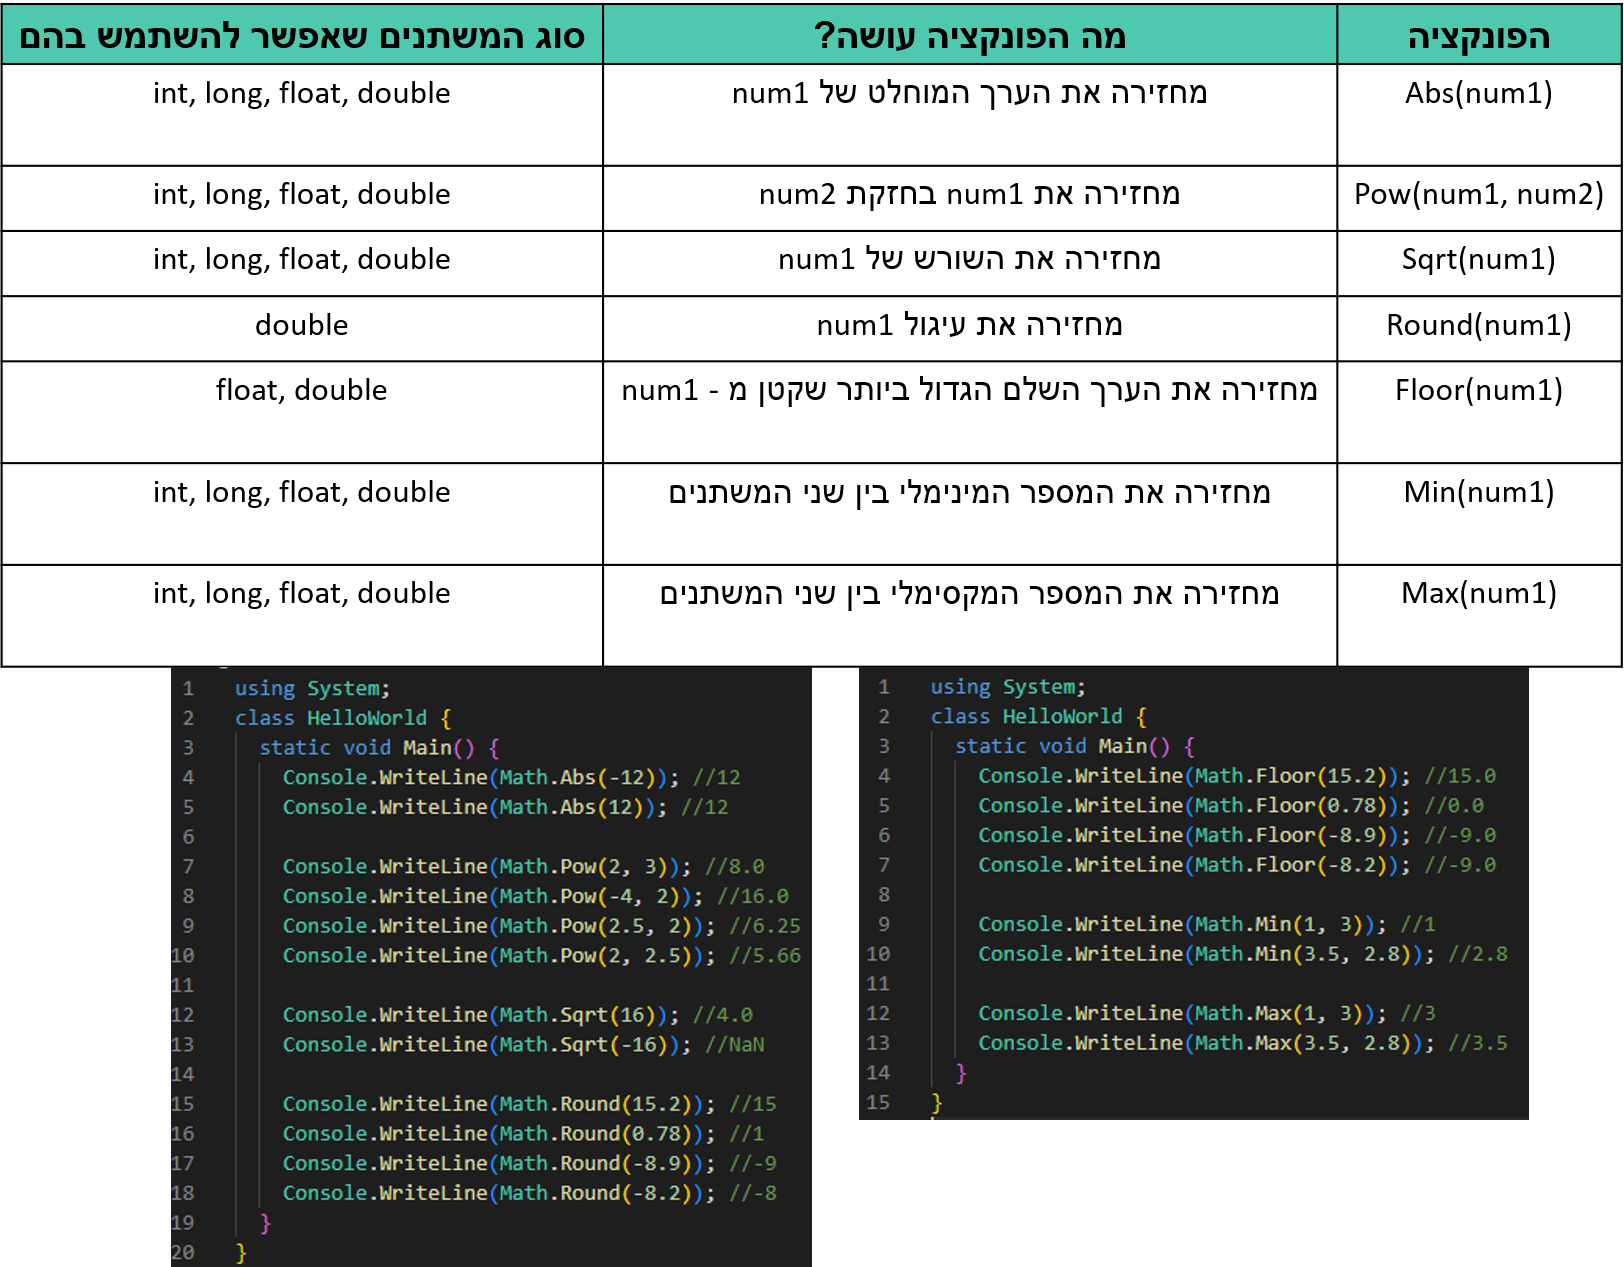 הפונקציה	מה הפונקציה עושה?	סוג המשתנים שאפשר להשתמש בהם
Abs(num1)	מחזירה את הערך המוחלט של num1	int, long, float, double
Pow(num1, num2)	מחזירה את num1 בחזקת num2	int, long, float, double
Sqrt(num1)	מחזירה את השורש של num1	int, long, float, double
Round(num1)	מחזירה את עיגול num1	double
Floor(num1)	מחזירה את הערך השלם הגדול ביותר שקטן מ - num1	float, double
Min(num1)	מחזירה את המספר המינימלי בין שני המשתנים	int, long, float, double
Max(num1)	מחזירה את המספר המקסימלי בין שני המשתנים	int, long, float, double
1 using System;
2 class HelloWorld {
3 static void Main() {
4 Console.WriteLine(Math.Abs(-12)); //12
5 Console.WriteLine(Math.Abs(12)); //12
6
7 Console.WriteLine(Math.Pow(2, 3)); //8.0
8 Console.WriteLine(Math.Pow(-4, 2)); //16.0
9 Console.WriteLine(Math.Pow(2.5, 2)); //6.25
10 Console.WriteLine(Math.Pow(2, 2.5)); //5.66
11
12 Console.WriteLine(Math.Sqrt(16)); //4.0
13 Console.WriteLine(Math.Sqrt(-16)); //NaN
14
15 Console.WriteLine(Math.Round(15.2)); //15
16 Console.WriteLine(Math.Round(0.78)); //1
17 Console.WriteLine(Math.Round(-8.9)); //-9
18 Console.WriteLine(Math.Round(-8.2)); //-8
19 }
20 }
1 using System;
2 class HelloWorld {
3 static void Main() {
4 Console.WriteLine(Math.Floor(15.2)); //15.0
5 Console.WriteLine(Math.Floor(0.78)); //0.0
6 Console.WriteLine(Math.Floor(-8.9)); //-9.0
7 Console.WriteLine(Math.Floor(-8.2)); //-9.0
8
9 Console.WriteLine(Math.Min(1, 3)); //1
10 Console.WriteLine(Math.Min(3.5, 2.8)); //2.8
11
12 Console.WriteLine(Math.Max(1, 3)); //3
13 Console.WriteLine(Math.Max(3.5, 2.8)); //3.5
14 }
15 }